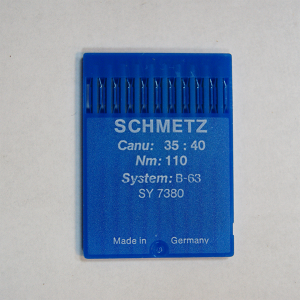 SCHMETZ
Canu: 35 : 40
Nm: 110
System: B-63
SY 7380
Made in Germany